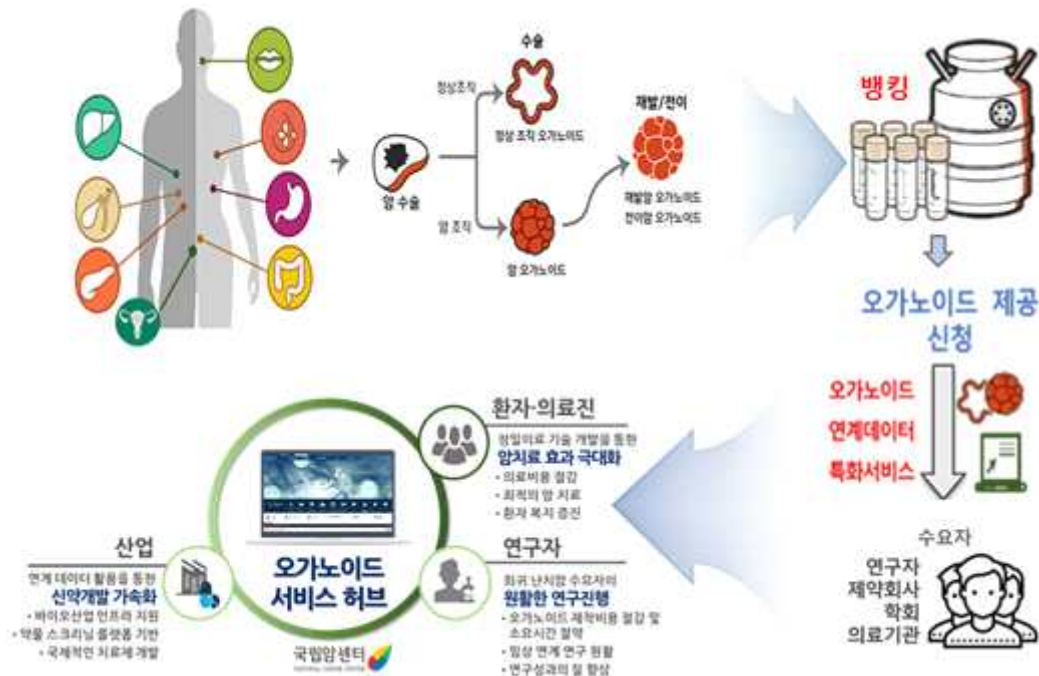 수술
정상조직
정상 조직 오가노이드
암 수술
암 조직
암 오가노이드
재발/전이
재발암 오가노이드
전이암 오가노이드
뱅킹
오가노이드 제공
신청
오가노이드
연계데이터
특화서비스
수요자
연구자
제약회사
학회
의료기관
환자·의료진
정밀의료 기술 개발을 통한
암치료 효과 극대화
• 의료비용 절감
• 최적의 암 치료
• 환자 복지 증진
산업
연계 데이터 활용을 통한
신약개발 가속화
• 바이오산업 인프라 지원
• 약물 스크리닝 플랫폼 기반
• 국제적인 치료제 개발
오가노이드
서비스 허브
국립암센터
연구자
희귀 난치암 수요자의
원활한 연구진행
• 오가노이드 제작비용 절감 및
소요시간 절약
• 임상 연계 연구 원활
• 연구성과의 질 향상